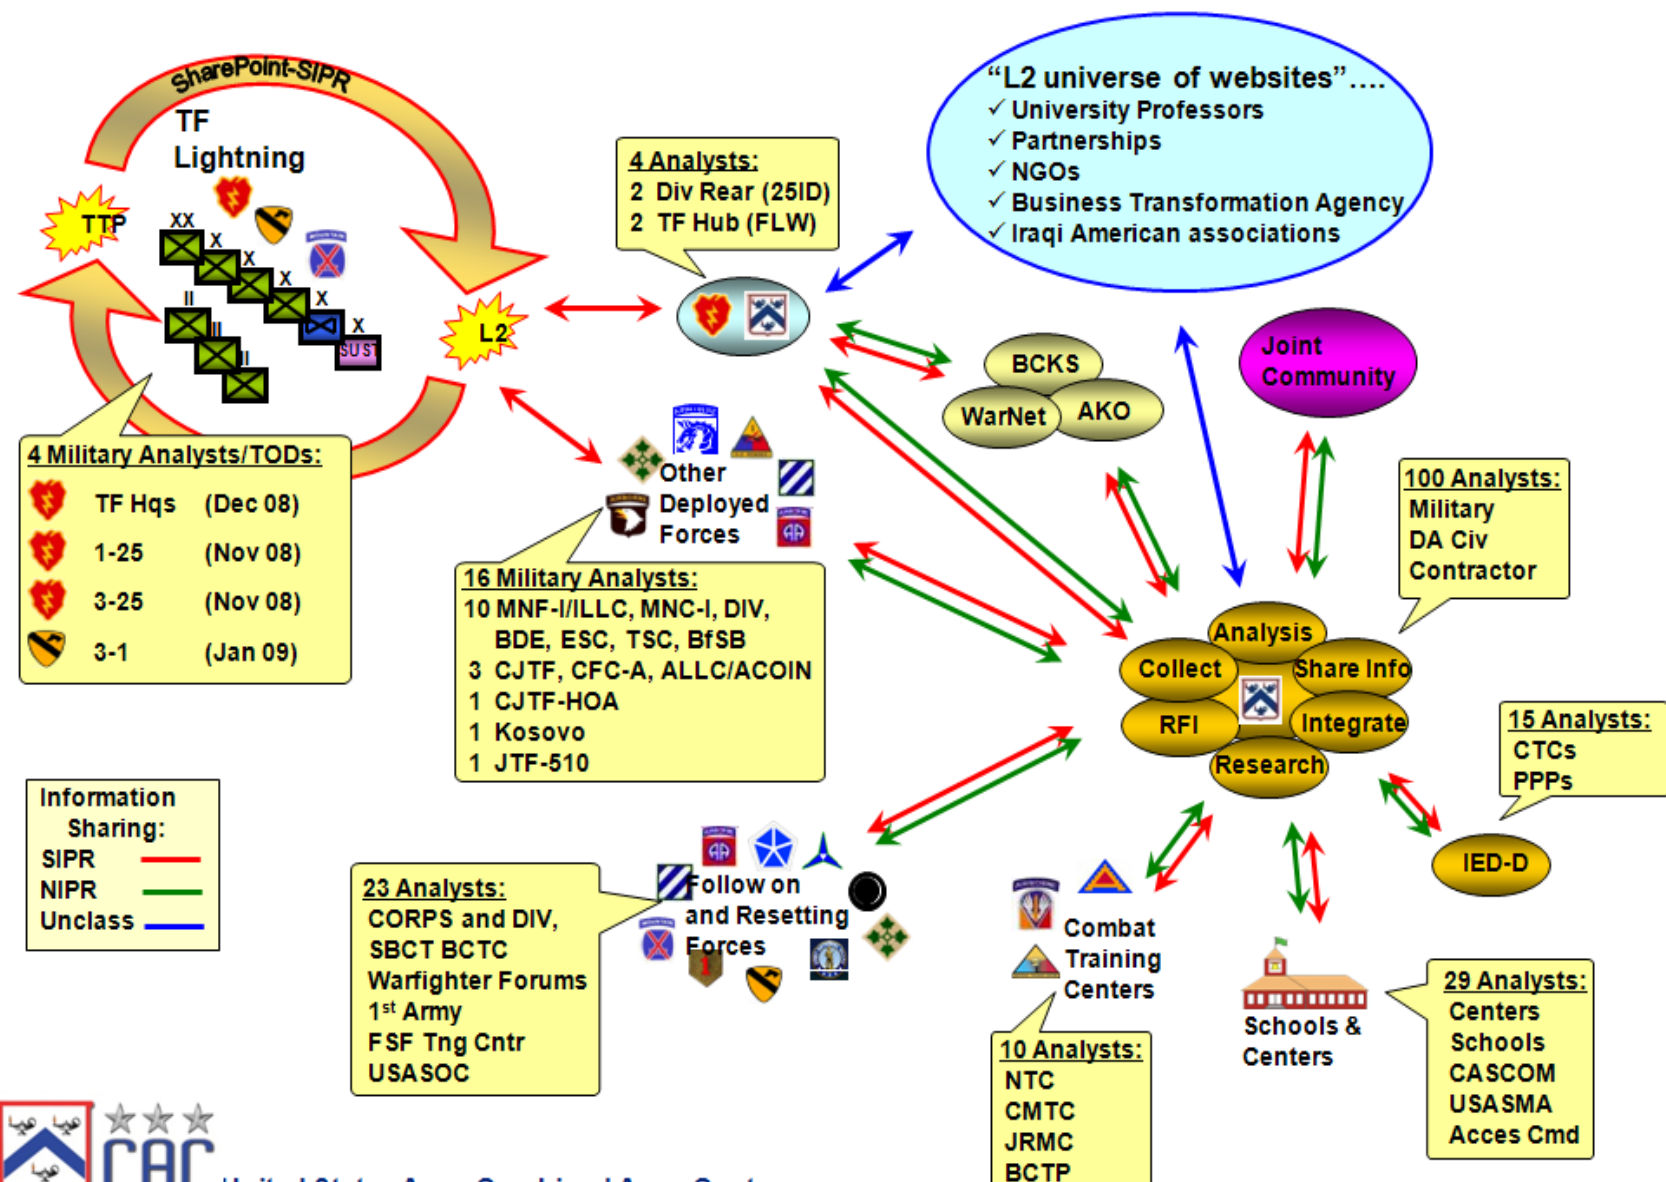 SharePoint-SIPR
TF
Lightning
TTP
XX
X
X
X
X
X
SUST
II
II
II
L2
4 Military Analysts/TODs:
TF Hqs (Dec 08)
1-25 (Nov 08)
3-25 (Nov 08)
3-1 (Jan 09)
4 Analysts:
2 Div Rear (25ID)
2 TF Hub (FLW)
“L2 universe of websites”....
✓ University Professors
✓ Partnerships
✓ NGOs
✓ Business Transformation Agency
✓ Iraqi American associations
BCKS
WarNet
AKO
Joint
Community
Other
Deployed
Forces
16 Military Analysts:
10 MNF-I/ILLC, MNC-I, DIV,
BDE, ESC, TSC, BfSB
3 CJTF, CFC-A, ALLC/ACOIN
1 CJTF-HOA
1 Kosovo
1 JTF-510
100 Analysts:
Military
DA Civ
Contractor
Analysis
Collect
Share Info
RFI
Integrate
Research
15 Analysts:
CTCs
PPPs
IED-D
Information
Sharing:
SIPR
NIPR
Unclass
23 Analysts:
CORPS and DIV,
SBCT BCTC
Warfighter Forums
1st Army
FSF Tng Cntr
USASOC
Follow on
and Resetting
Forces
Combat
Training
Centers
10 Analysts:
NTC
CMTC
JRMC
BCTP
Schools &
Centers
29 Analysts:
Centers
Schools
CASCOM
USASMA
Acces Cmd
CAC
United States Army Combined Arms Center